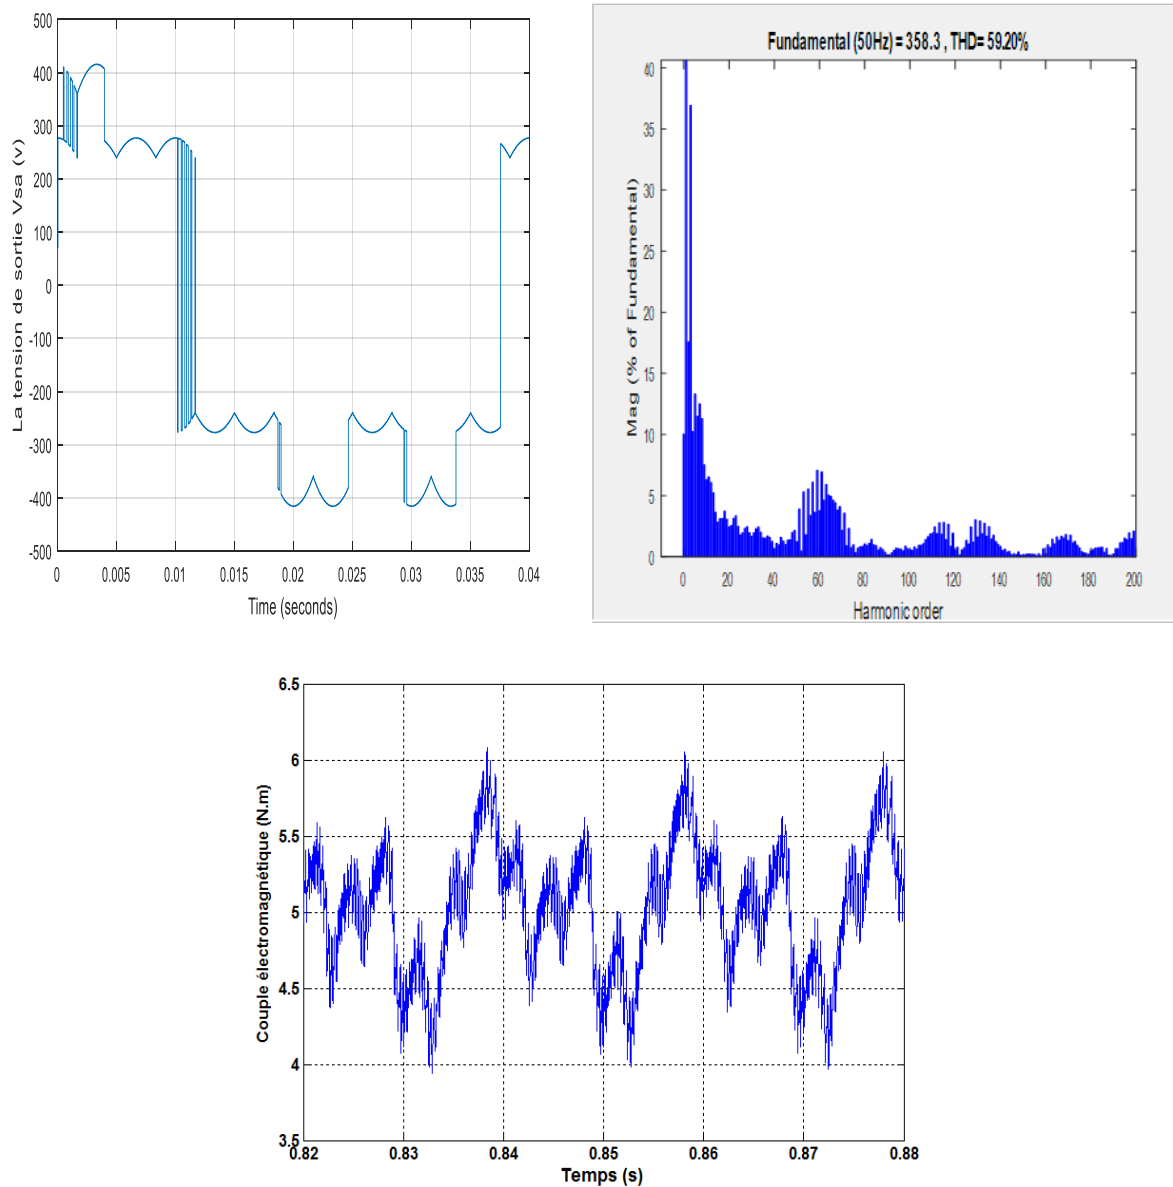 La tension de sortie Vsa (v)
500
400
300
200
100
0
-100
-200
-300
-400
-500
0 0.005 0.01 0.015 0.02 0.025 0.03 0.035 0.04
Time (seconds)
Fundamental (50Hz) = 358.3 , THD= 59.20%
Mag (% of Fundamental)
40
35
30
25
20
15
10
5
0
0 20 40 60 80 100 120 140 160 180 200
Harmonic order
Couple électromagnétique (N.m)
6.5
6
5.5
5
4.5
4
3.5
0.82 0.83 0.84 0.85 0.86 0.87 0.88
Temps (s)